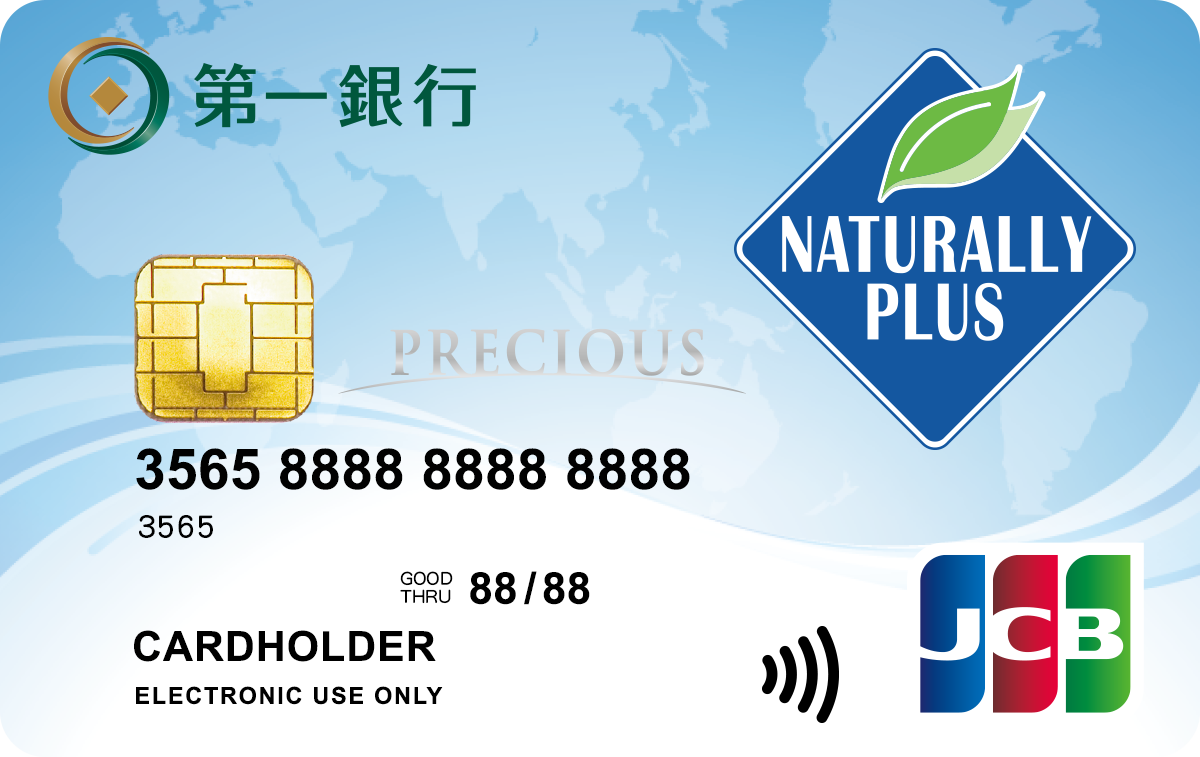 第一銀行
NATURALLY
PLUS
PRECIOUS
3565 8888 8888 8888
3565
GOOD
THRU 88/88
CARDHOLDER
ELECTRONIC USE ONLY
JCB